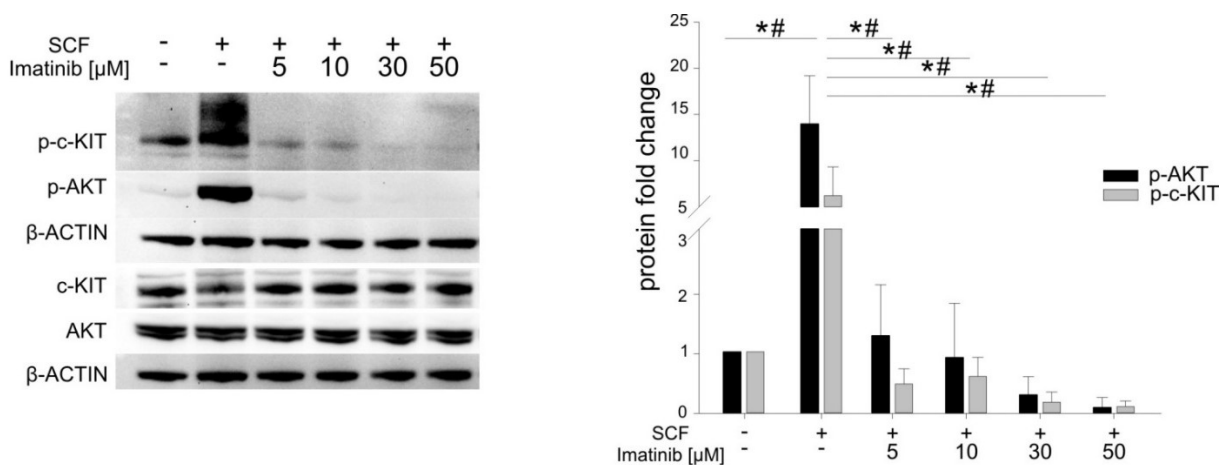 SCF - + + + + +
Imatinib [µM] 5 10 30 50
p-c-KIT
p-AKT
β-ACTIN
c-KIT
AKT
β-ACTIN
protein fold change
25
20
15
10
5
3
2
1
0
*# *#
*#
*#
*#
p-AKT
p-c-KIT
SCF - + + + + +
Imatinib [µM] - - 5 10 30 50